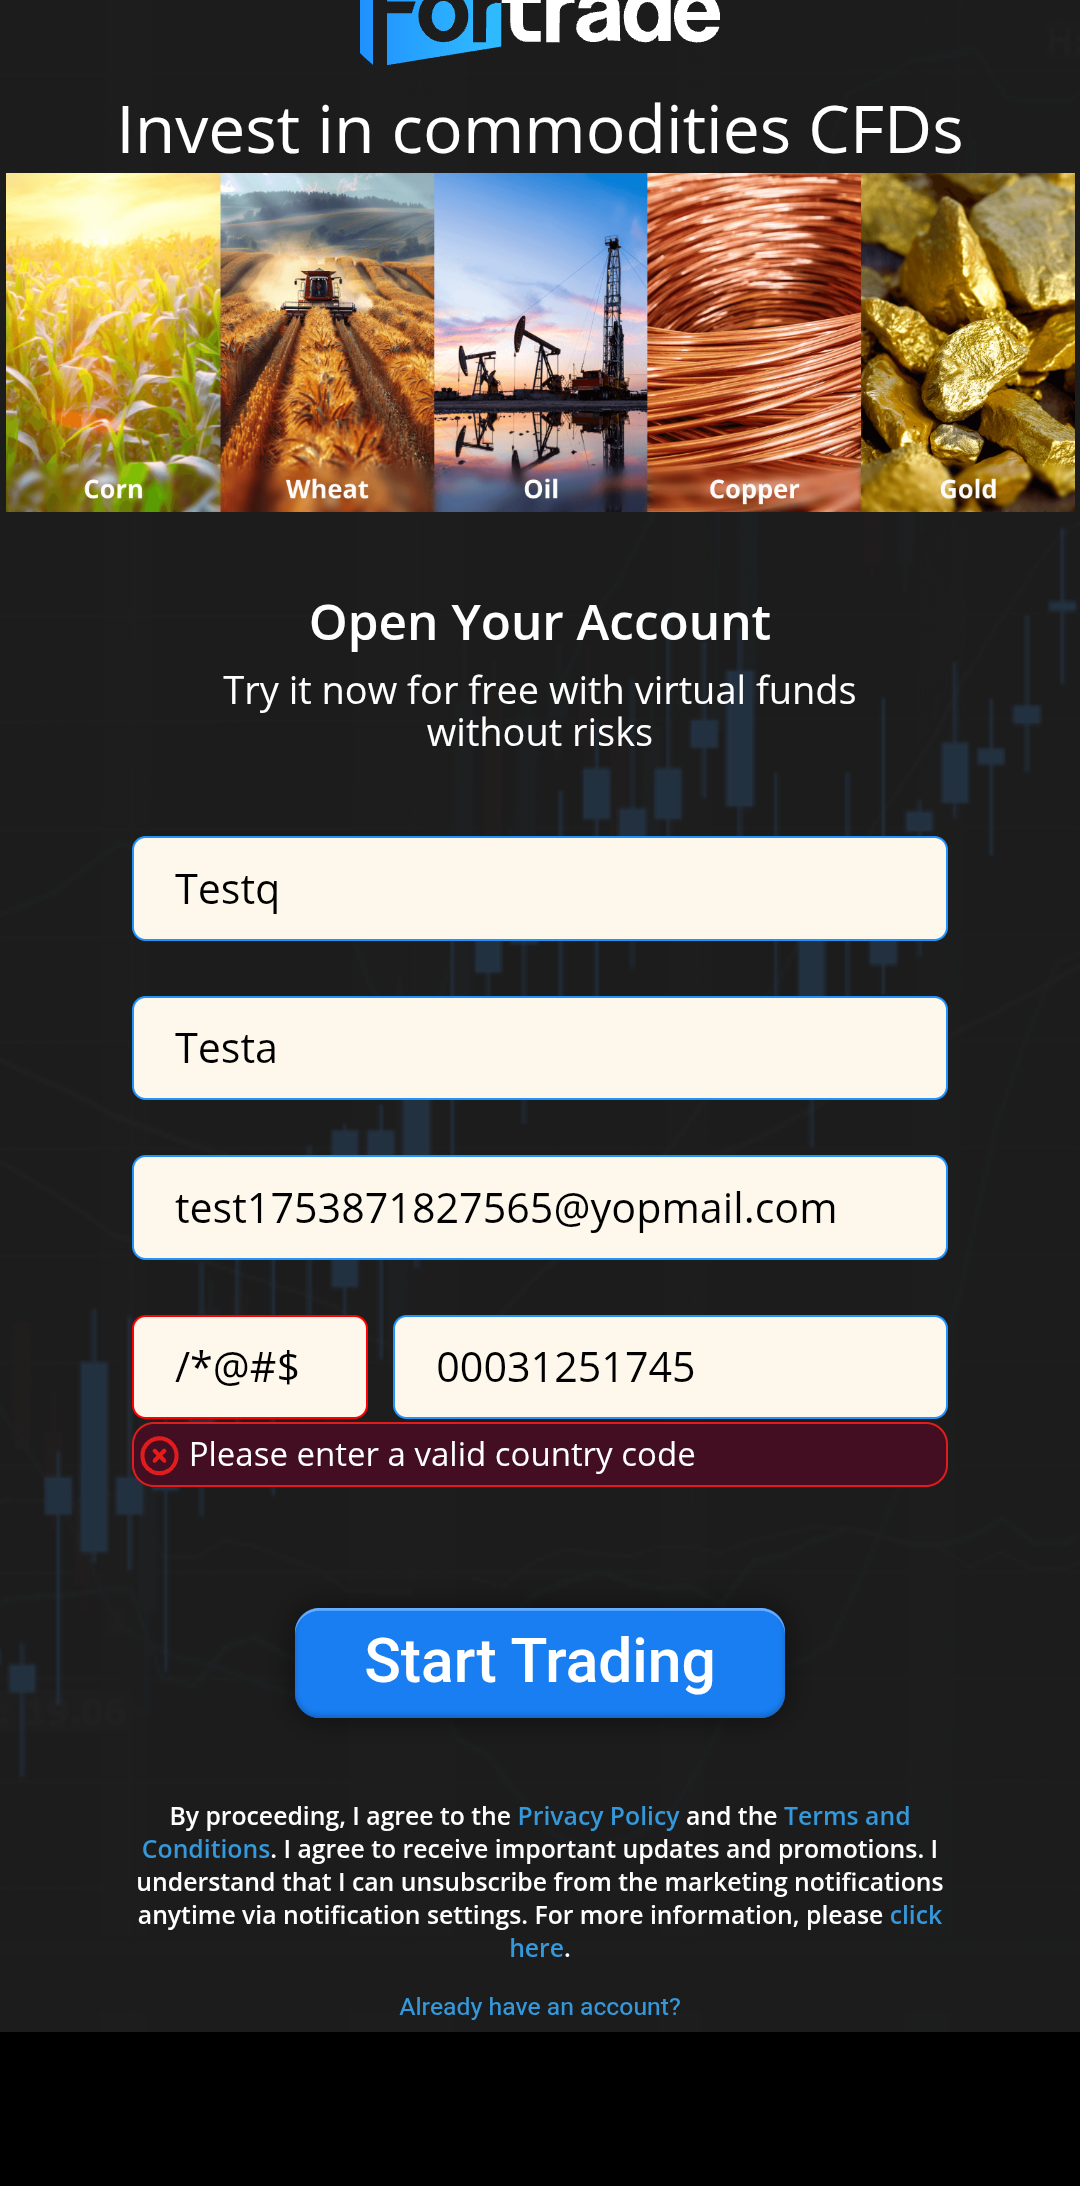 Fortrade
Invest in commodities CFDs
Corn Wheat Oil Copper Gold
Open Your Account
Try it now for free with virtual funds
without risks
Testq
Testa
test1753871827565@yopmail.com
/*@#$ 00031251745
Please enter a valid country code
Start Trading
By proceeding, I agree to the Privacy Policy and the Terms and
Conditions. I agree to receive important updates and promotions. I
understand that I can unsubscribe from the marketing notifications
anytime via notification settings. For more information, please click
here.
Already have an account?